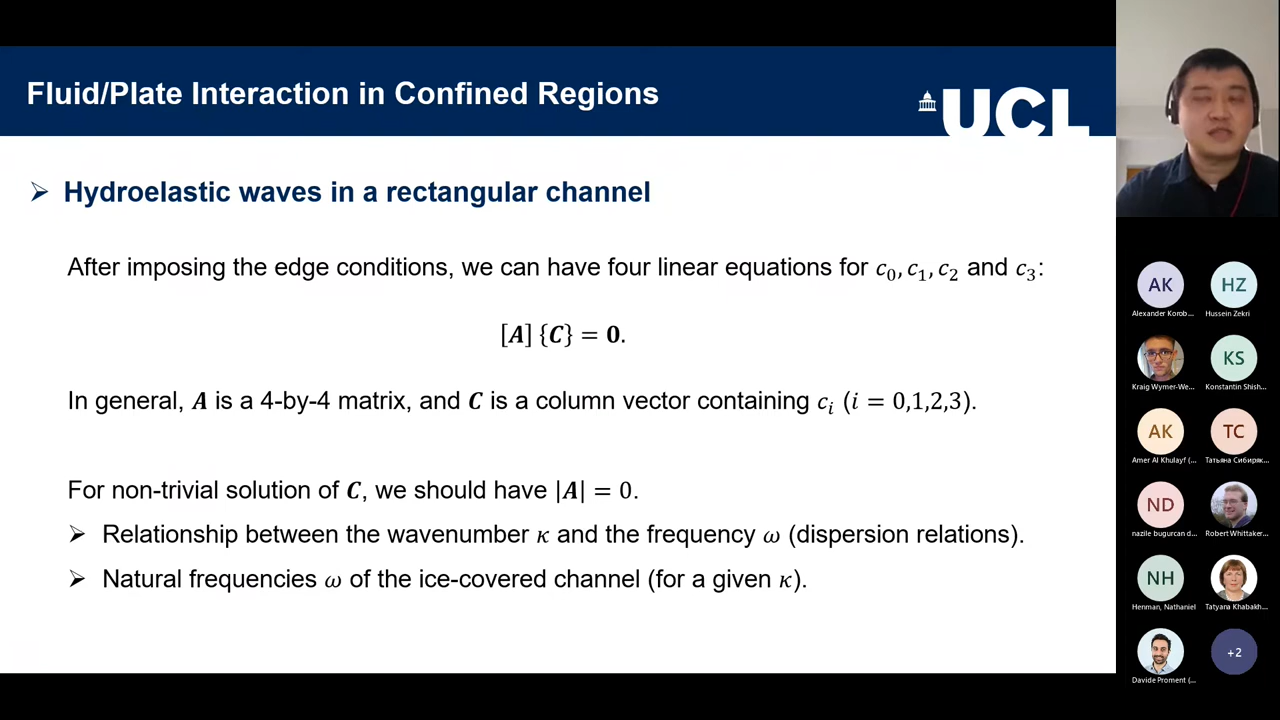 Fluid/Plate Interaction in Confined Regions
UCL
➢ Hydroelastic waves in a rectangular channel
After imposing the edge conditions, we can have four linear equations for c₀, c₁, c₂ and c₃:
[A] {C} = 0.
In general, A is a 4-by-4 matrix, and C is a column vector containing cᵢ (i = 0,1,2,3).
For non-trivial solution of C, we should have |A| = 0.
➢ Relationship between the wavenumber κ and the frequency ω (dispersion relations).
➢ Natural frequencies ω of the ice-covered channel (for a given κ).
AK
HZ
Alexander Korob...
Hussein Zekri
KS
Kraig Wymer-We...
Konstantin Shish...
AK
TC
Amer Al Khulayf (...
Татьяна Сибиряк...
ND
nazile bugurcan d...
Robert Whittaker...
NH
Henman, Nathaniel
Tatyana Khabakh...
+2
Davide Proment (...